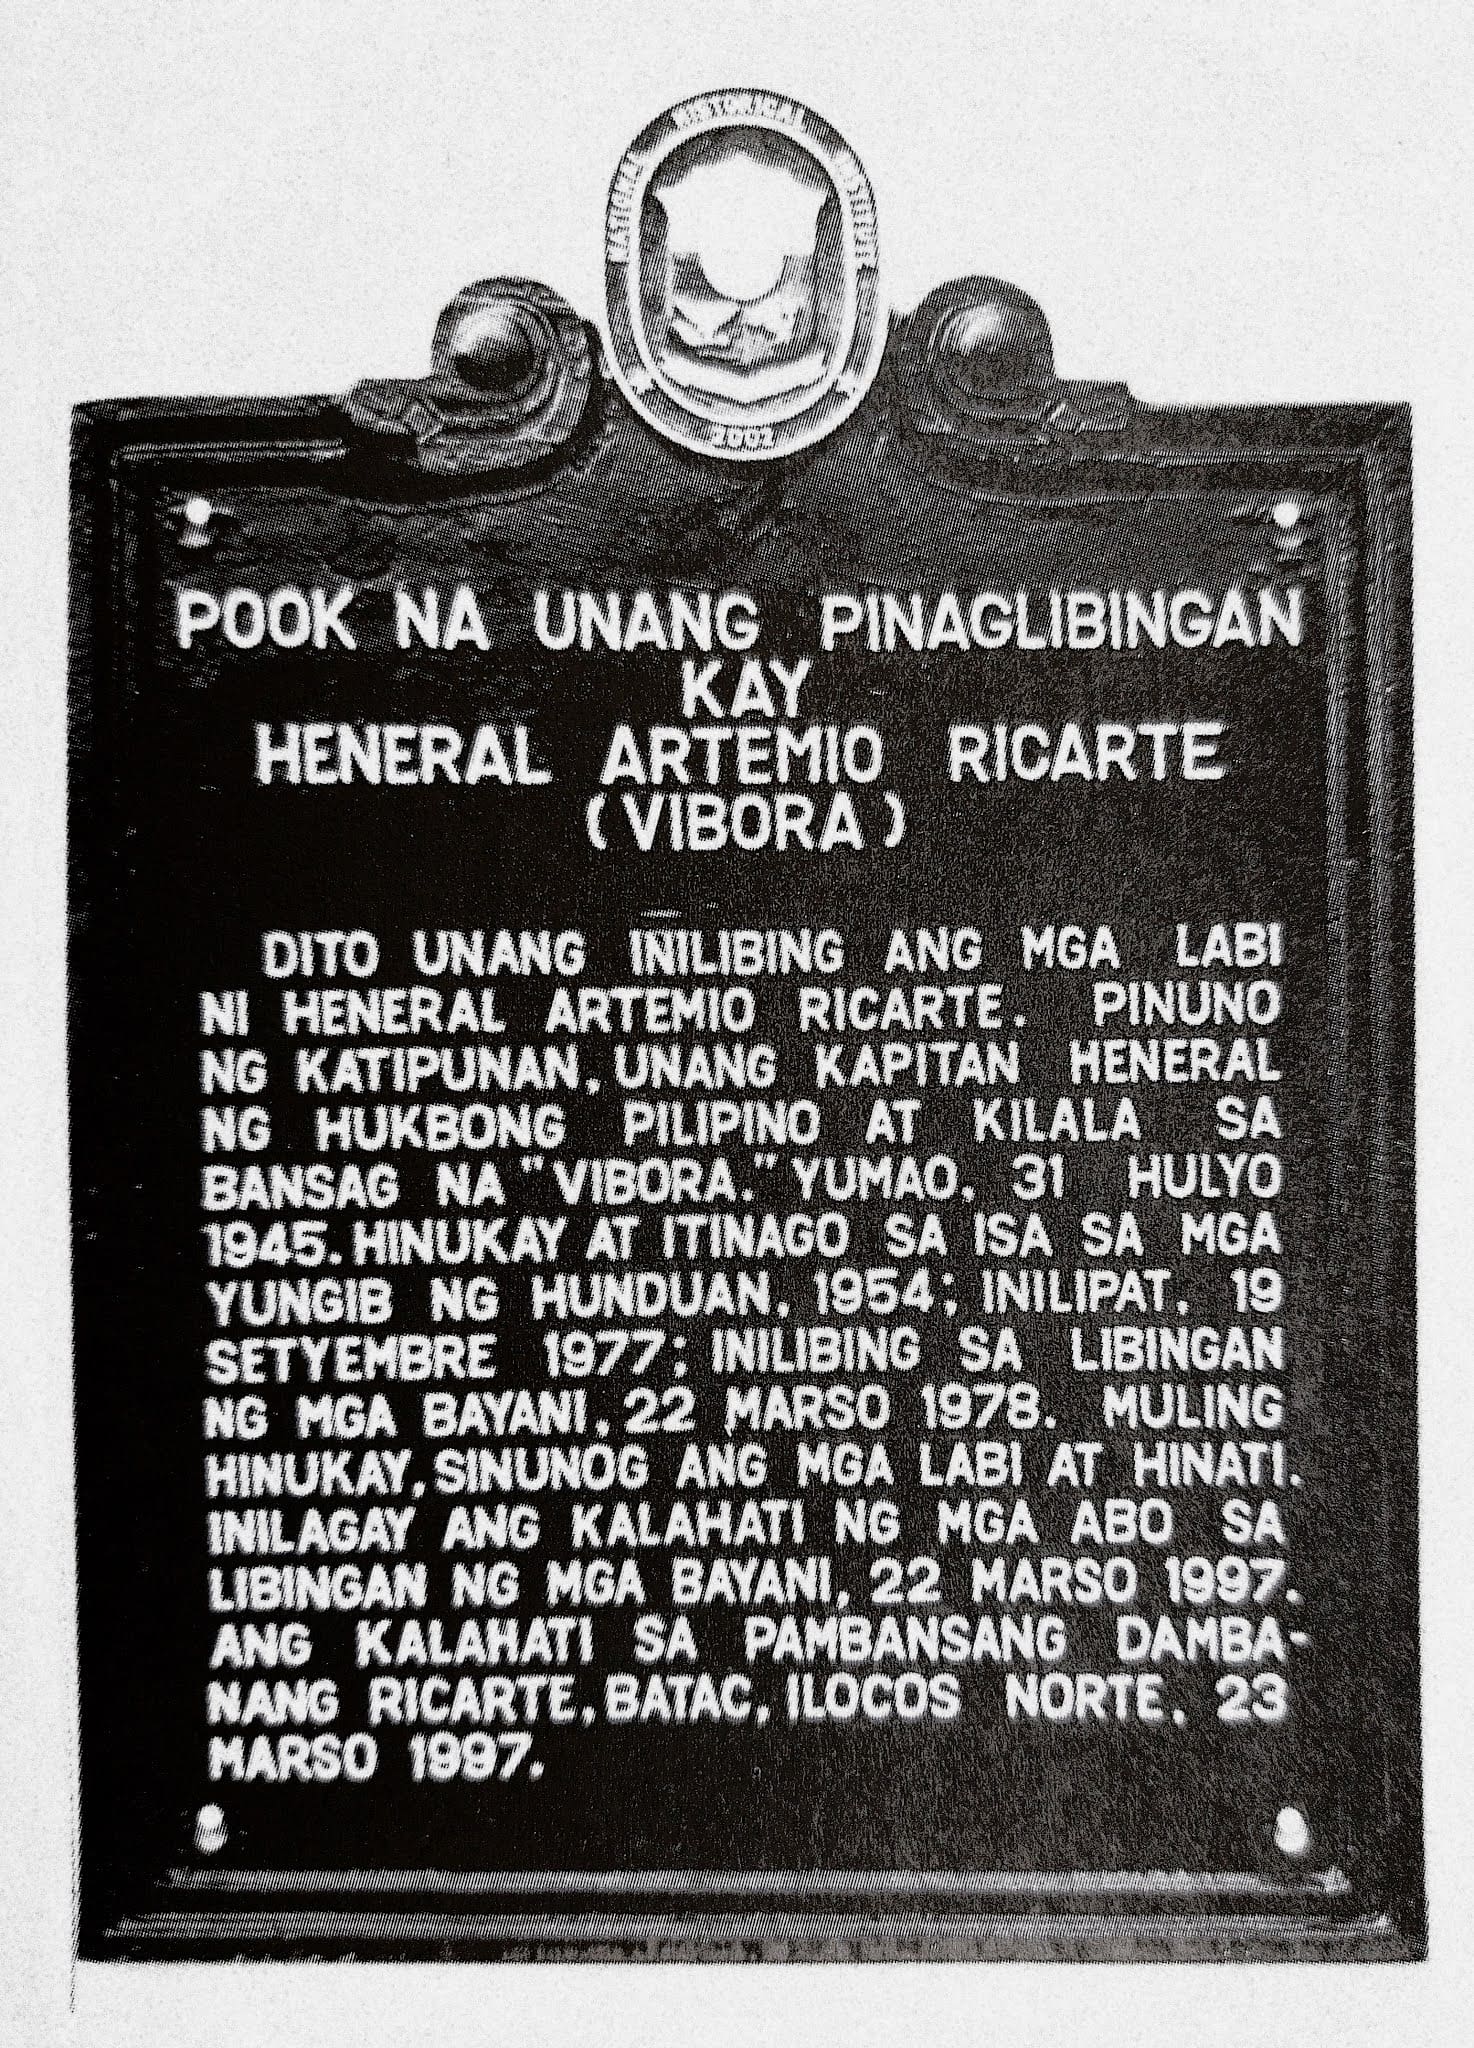 NATIONAL HISTORICAL INSTITUTE
2002
POOK NA UNANG PINAGLIBINGAN
KAY
HENERAL ARTEMIO RICARTE
(VIBORA)
DITO UNANG INILIBING ANG MGA LABI
NI HENERAL ARTEMIO RICARTE. PINUNO
NG KATIPUNAN, UNANG KAPITAN HENERAL
NG HUKBONG PILIPINO AT KILALA SA
BANSAG NA "VIBORA." YUMAO, 31 HULYO
1945. HINUKAY AT ITINAGO SA ISA SA MGA
YUNGIB NG HUNDUAN, 1954; INILIPAT, 19
SETYEMBRE 1977; INILIBING SA LIBINGAN
NG MGA BAYANI, 22 MARSO 1978. MULING
HINUKAY, SINUNOG ANG MGA LABI AT HINATI.
INILAGAY ANG KALAHATI NG MGA ABO SA
LIBINGAN NG MGA BAYANI, 22 MARSO 1997.
ANG KALAHATI SA PAMBANSANG DAMBA-
NANG RICARTE, BATAC, ILOCOS NORTE, 23
MARSO 1997.